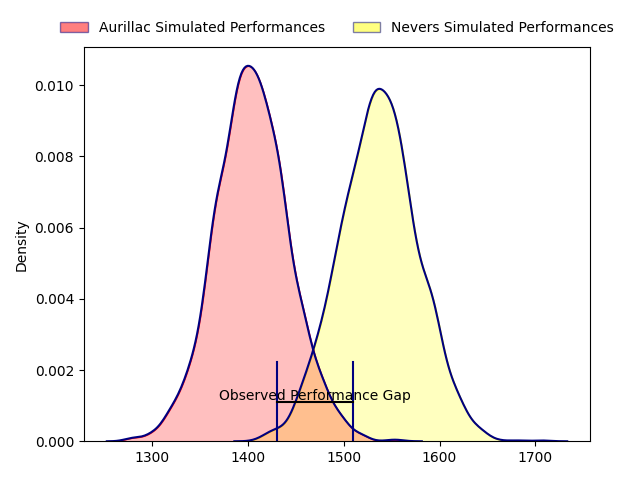 Aurillac Simulated Performances
Nevers Simulated Performances
0.010
0.008
0.006
0.004
0.002
0.000
Density
Observed Performance Gap
1300 1400 1500 1600 1700